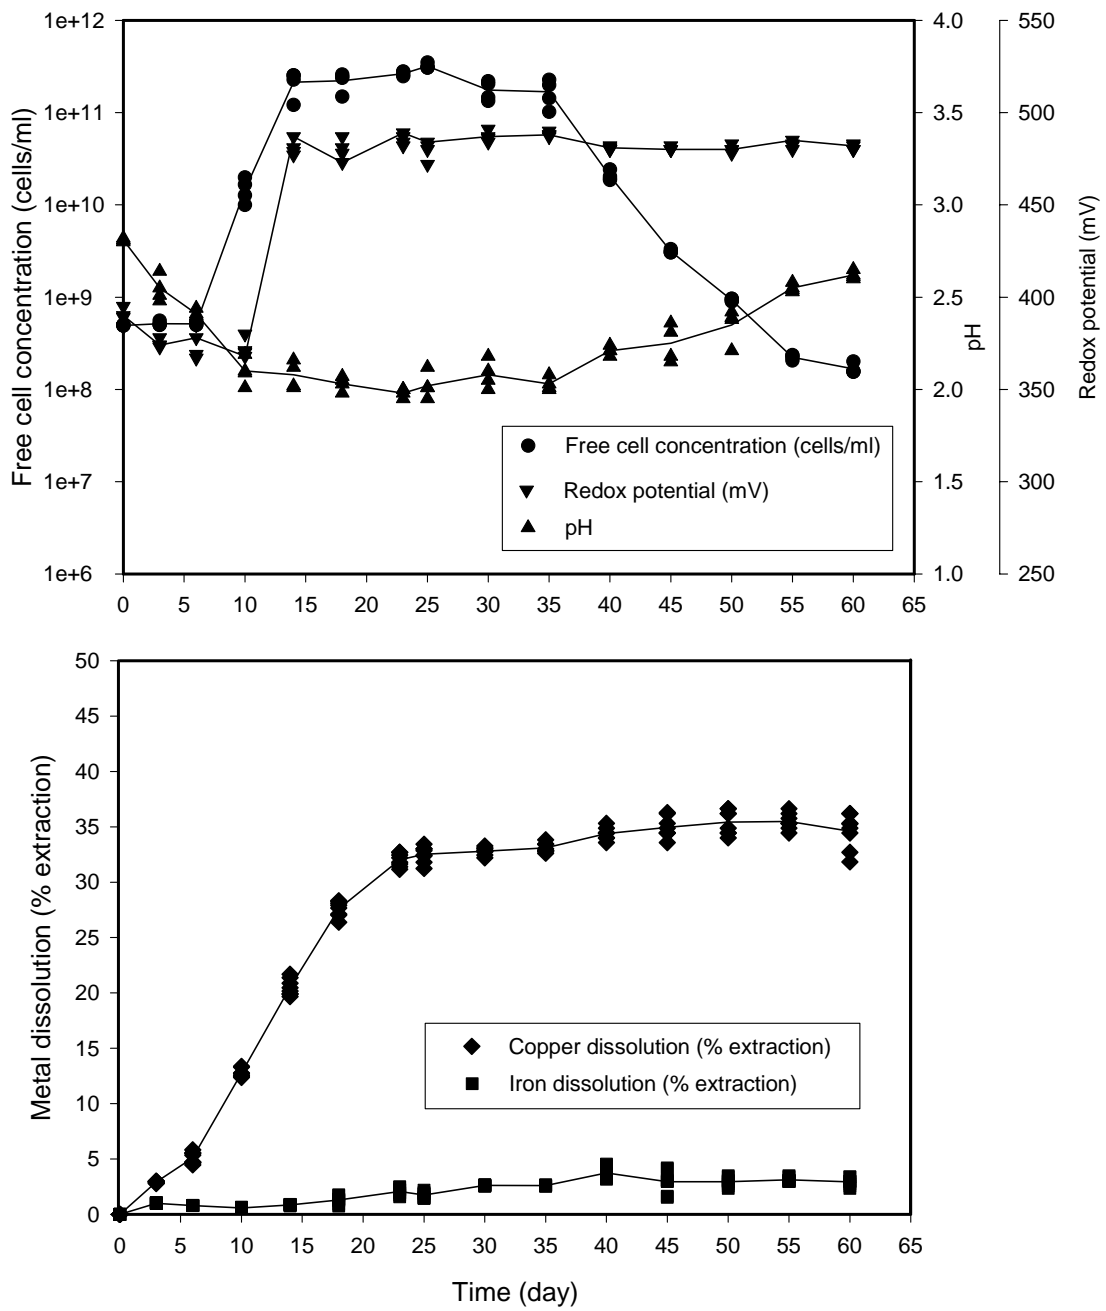 1e+12
1e+11
1e+10
1e+9
1e+8
1e+7
1e+6
Free cell concentration (cells/ml)
4.0
3.5
3.0
2.5
2.0
1.5
1.0
pH
550
500
450
400
350
300
250
Redox potential (mV)
Free cell concentration (cells/ml)
Redox potential (mV)
pH
0 5 10 15 20 25 30 35 40 45 50 55 60 65
50
45
40
35
30
25
20
15
10
5
0
Metal dissolution (% extraction)
Copper dissolution (% extraction)
Iron dissolution (% extraction)
0 5 10 15 20 25 30 35 40 45 50 55 60 65
Time (day)